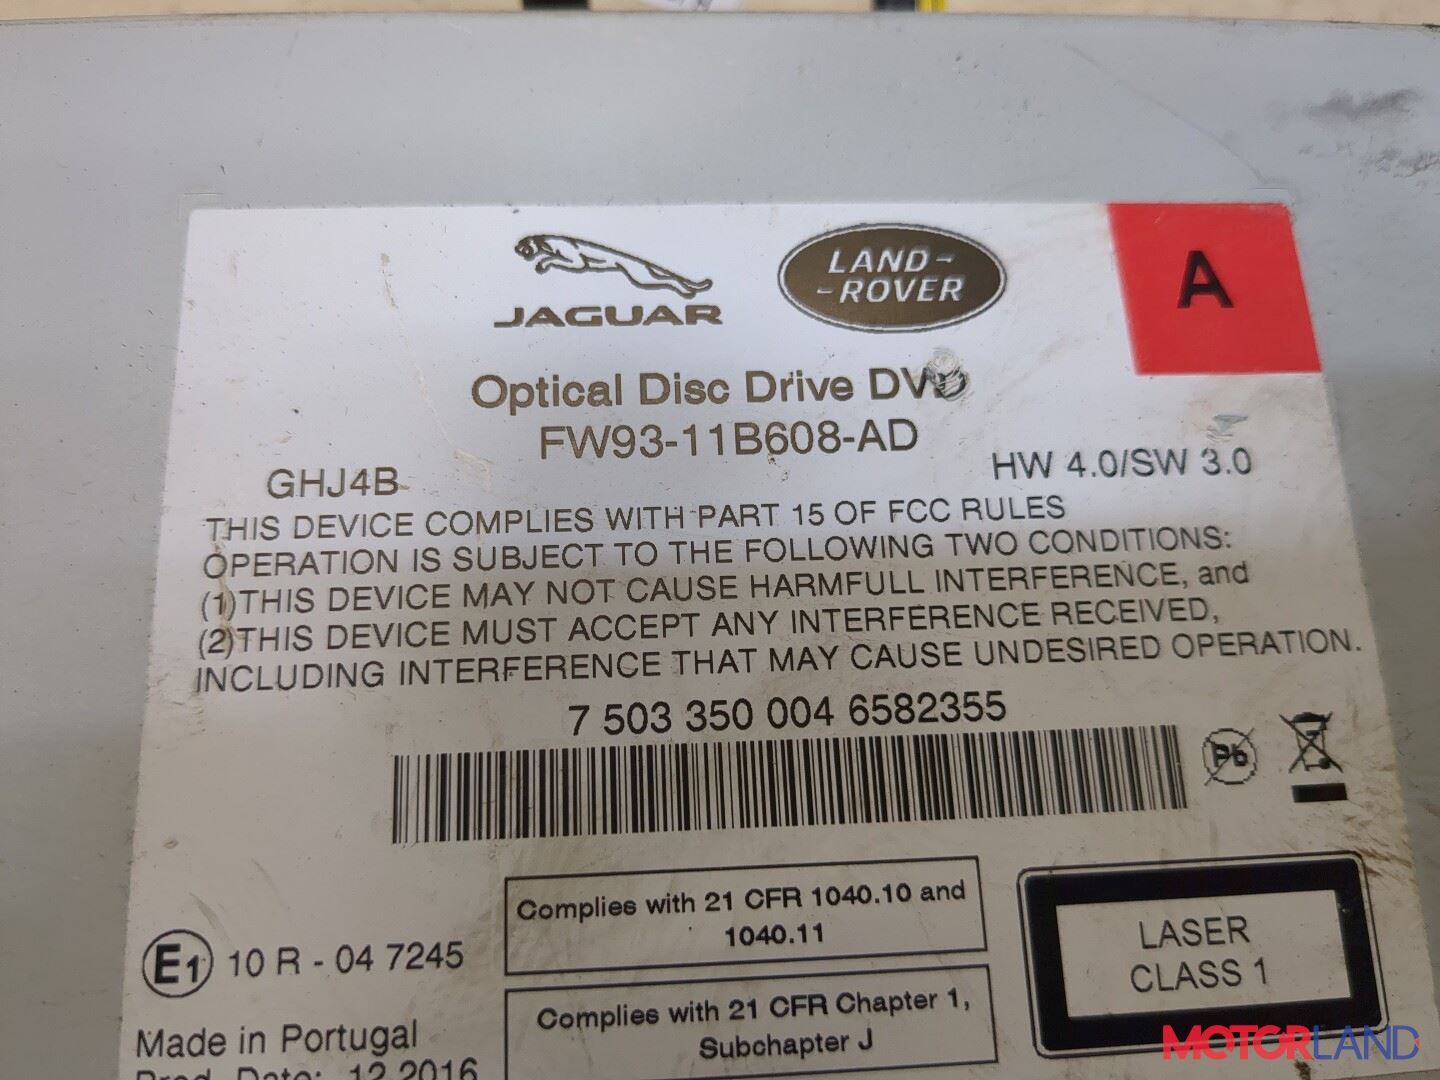 JAGUAR
LAND-
-ROVER
A
Optical Disc Drive DVD
FW93-11B608-AD
GHJ4B
HW 4.0/SW 3.0
THIS DEVICE COMPLIES WITH PART 15 OF FCC RULES
OPERATION IS SUBJECT TO THE FOLLOWING TWO CONDITIONS:
(1)THIS DEVICE MAY NOT CAUSE HARMFULL INTERFERENCE, and
(2)THIS DEVICE MUST ACCEPT ANY INTERFERENCE RECEIVED,
INCLUDING INTERFERENCE THAT MAY CAUSE UNDESIRED OPERATION.
7 503 350 004 6582355
Pb
Complies with 21 CFR 1040.10 and
1040.11
LASER
CLASS 1
E1 10 R - 04 7245
Complies with 21 CFR Chapter 1,
Subchapter J
Made in Portugal
Prod. Date: 12.2016
MOTORLAND